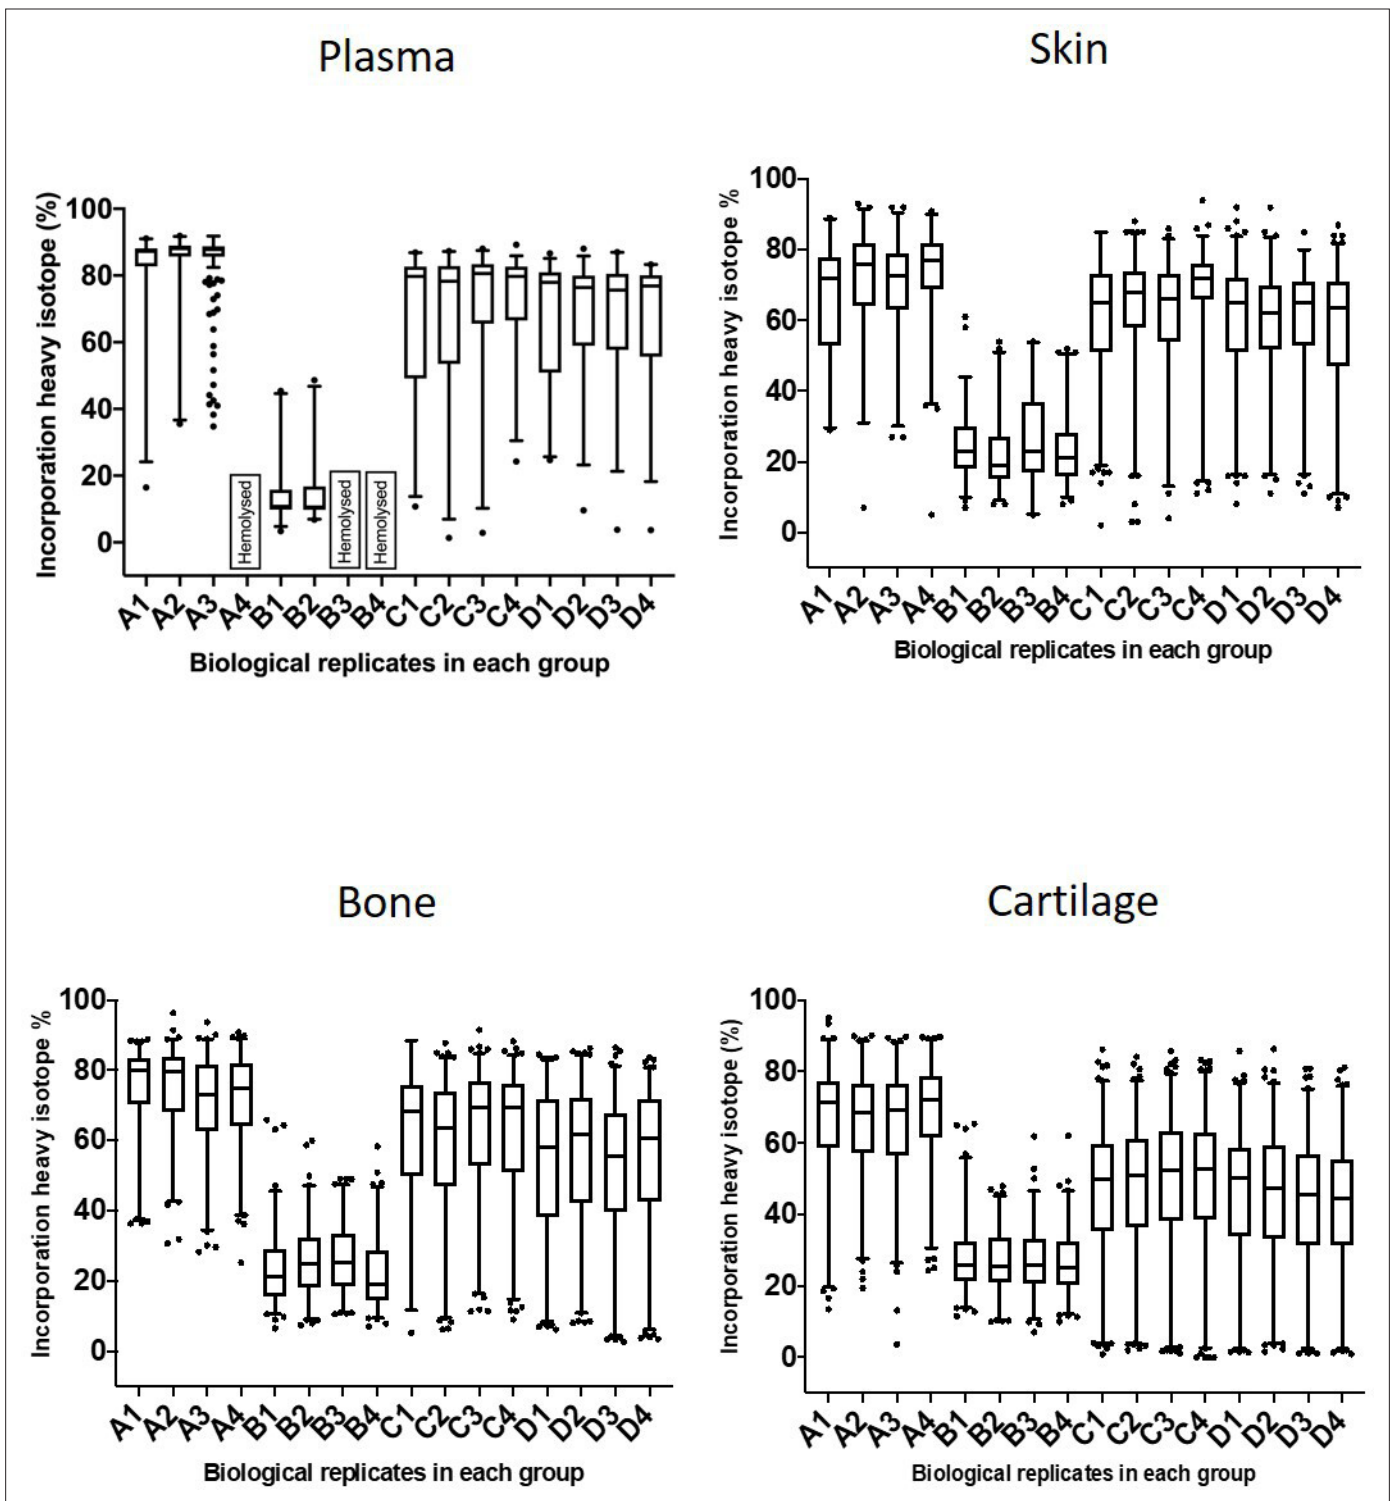 Plasma
Incorporation heavy isotope (%)
100
80
60
40
20
0
Hemolysed
Hemolysed
Hemolysed
A1 A2 A3 A4 B1 B2 B3 B4 C1 C2 C3 C4 D1 D2 D3 D4
Biological replicates in each group
Skin
Incorporation heavy isotope %
100
80
60
40
20
0
A1 A2 A3 A4 B1 B2 B3 B4 C1 C2 C3 C4 D1 D2 D3 D4
Biological replicates in each group
Bone
Incorporation heavy isotope %
100
80
60
40
20
0
A1 A2 A3 A4 B1 B2 B3 B4 C1 C2 C3 C4 D1 D2 D3 D4
Biological replicates in each group
Cartilage
Incorporation heavy isotope (%)
100
80
60
40
20
0
A1 A2 A3 A4 B1 B2 B3 B4 C1 C2 C3 C4 D1 D2 D3 D4
Biological replicates in each group